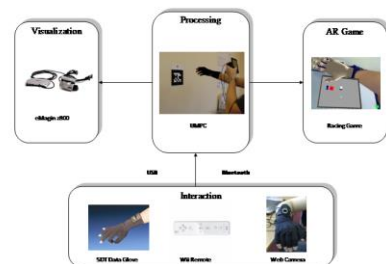 Visualization
Processing
AR Game
eMagin z800
UMPC
Racing Game
USB
Bluetooth
Interaction
5DT Data Glove
Wii Remote
Web Camera